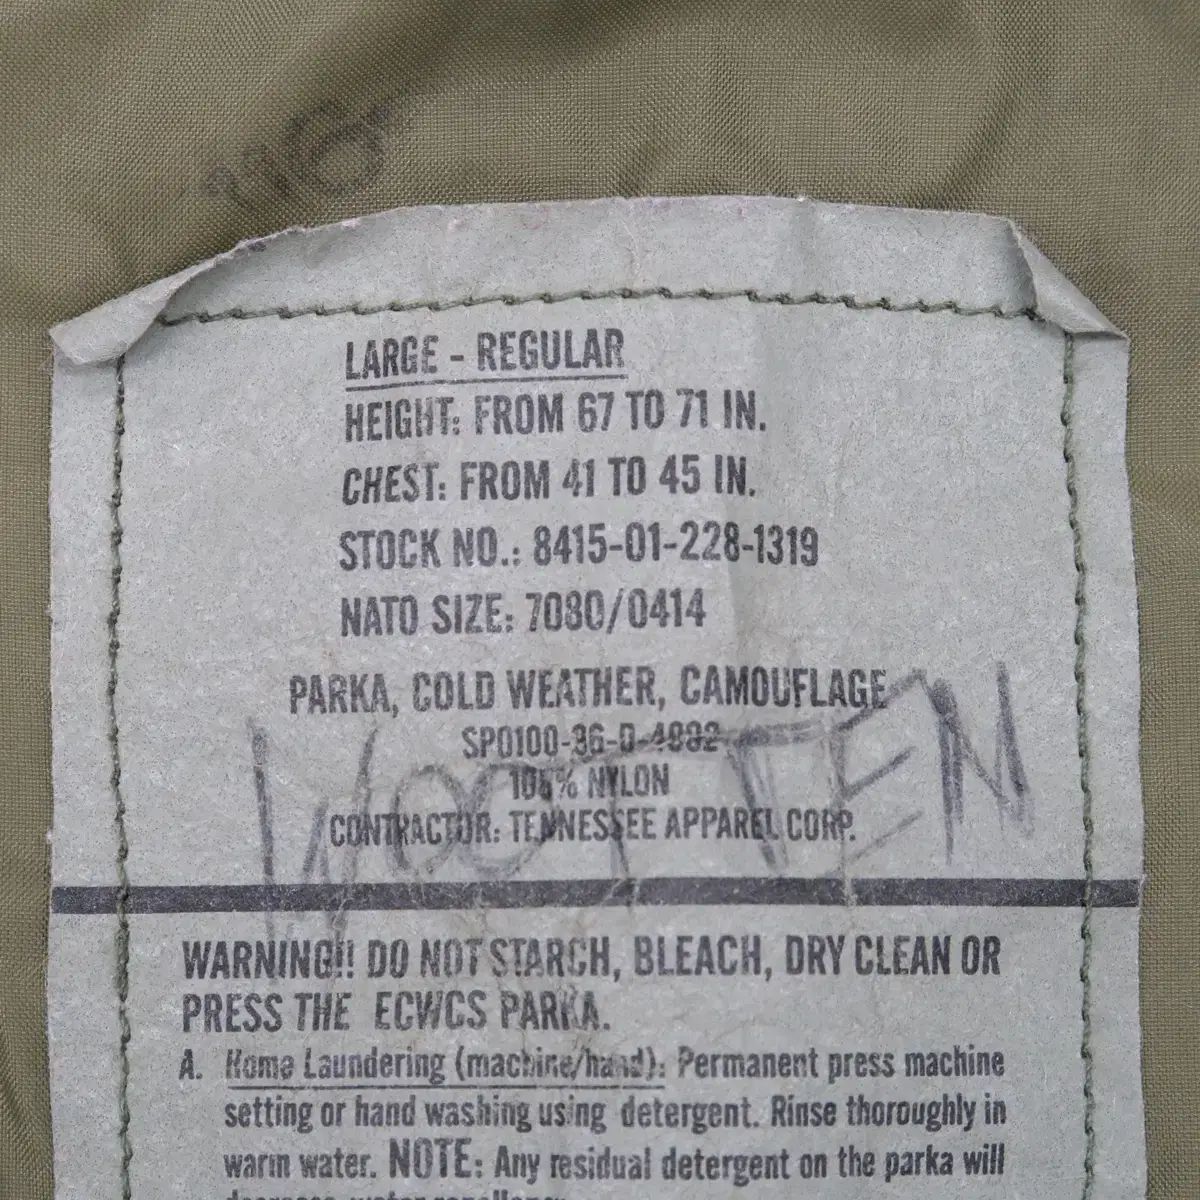 LARGE - REGULAR
HEIGHT: FROM 67 TO 71 IN.
CHEST: FROM 41 TO 45 IN.
STOCK NO.: 8415-01-228-1319
NATO SIZE: 7080/0414
PARKA, COLD WEATHER, CAMOUFLAGE
100% NYLON
CONTRACTOR: TENNESSEE APPAREL CORP.
WOOTTEN
WARNING!! DO NOT STARCH, BLEACH, DRY CLEAN OR
PRESS THE ECWCS PARKA.
A. Home Laundering (machine/hand): Permanent press machine
setting or hand washing using detergent. Rinse thoroughly in
warm water. NOTE: Any residual detergent on the parka will